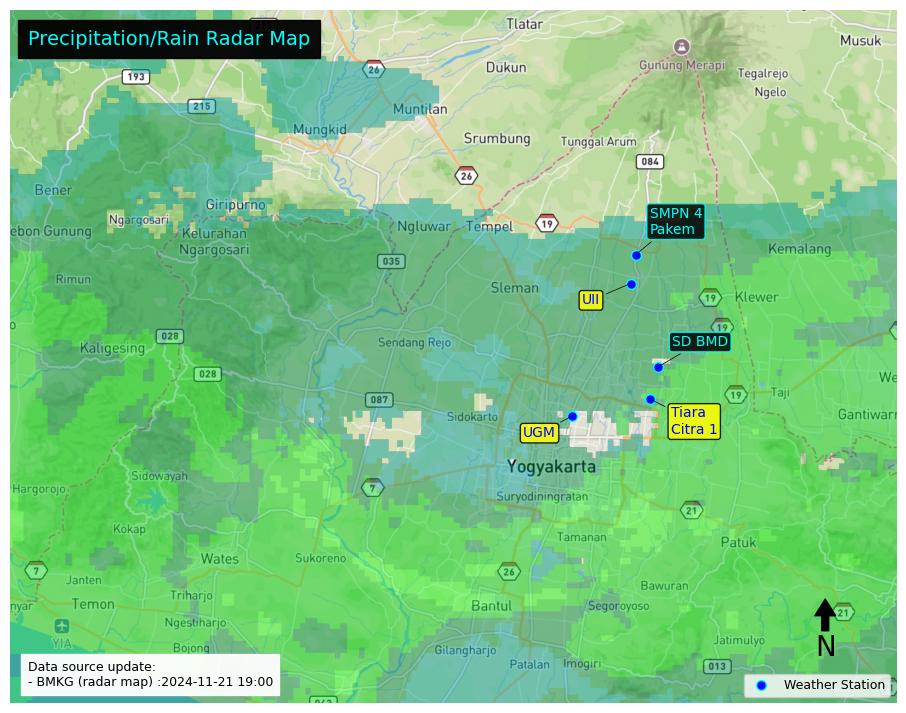 Precipitation/Rain Radar Map
Tlatar
Musuk
193
26
Dukun
Gunung Merapi
Tegalrejo
Ngelo
215
Muntilan
Mungkid
Srumbung
Tunggal Arum
084
26
Bener
Giripurno
SMPN 4
Pakem
Ngargosari
Ngluwar
Tempel
19
ebon Gunung
Kelurahan
Ngargosari
Kemalang
035
Rimun
Sleman
UII
19
Klewer
19
028
Sendang Rejo
SD BMD
Kaligesing
028
We
087
Sidokarto
19
Taji
Tiara
Citra 1
Gantiwarn
UGM
Yogyakarta
Sidowayah
Hargorojo
7
Suryodiningratan
21
Kokap
Tamanan
Patuk
Wates
Sukoreno
7
26
Janten
Bawuran
nyar
Temon
Triharjo
Bantul
Segoroyoso
21
Ngestiharjo
YIA
Bojong
Jatimulyo
N
Gilangharjo
Patalan
Imogiri
013
Data source update:
- BMKG (radar map) :2024-11-21 19:00
Weather Station